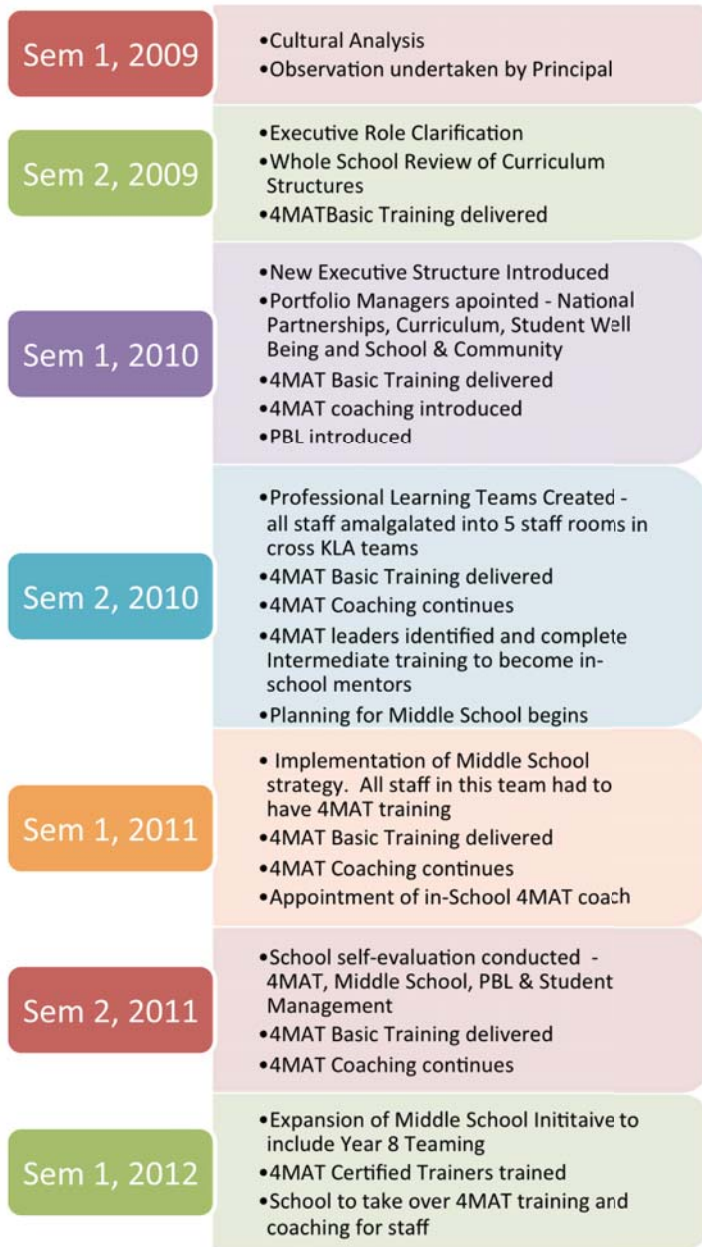 Sem 1, 2009
•Cultural Analysis
•Observation undertaken by Principal
Sem 2, 2009
•Executive Role Clarification
•Whole School Review of Curriculum
Structures
•4MATBasic Training delivered
Sem 1, 2010
•New Executive Structure Introduced
•Portfolio Managers apointed - National
Partnerships, Curriculum, Student Well
Being and School & Community
•4MAT Basic Training delivered
•4MAT coaching introduced
•PBL introduced
Sem 2, 2010
•Professional Learning Teams Created -
all staff amalgalated into 5 staff rooms in
cross KLA teams
•4MAT Basic Training delivered
•4MAT Coaching continues
•4MAT leaders identified and complete
Intermediate training to become in-
school mentors
•Planning for Middle School begins
Sem 1, 2011
• Implementation of Middle School
strategy. All staff in this team had to
have 4MAT training
•4MAT Basic Training delivered
•4MAT Coaching continues
•Appointment of in-School 4MAT coach
Sem 2, 2011
•School self-evaluation conducted -
4MAT, Middle School, PBL & Student
Management
•4MAT Basic Training delivered
•4MAT Coaching continues
Sem 1, 2012
•Expansion of Middle School Inititaive to
include Year 8 Teaming
•4MAT Certified Trainers trained
•School to take over 4MAT training and
coaching for staff